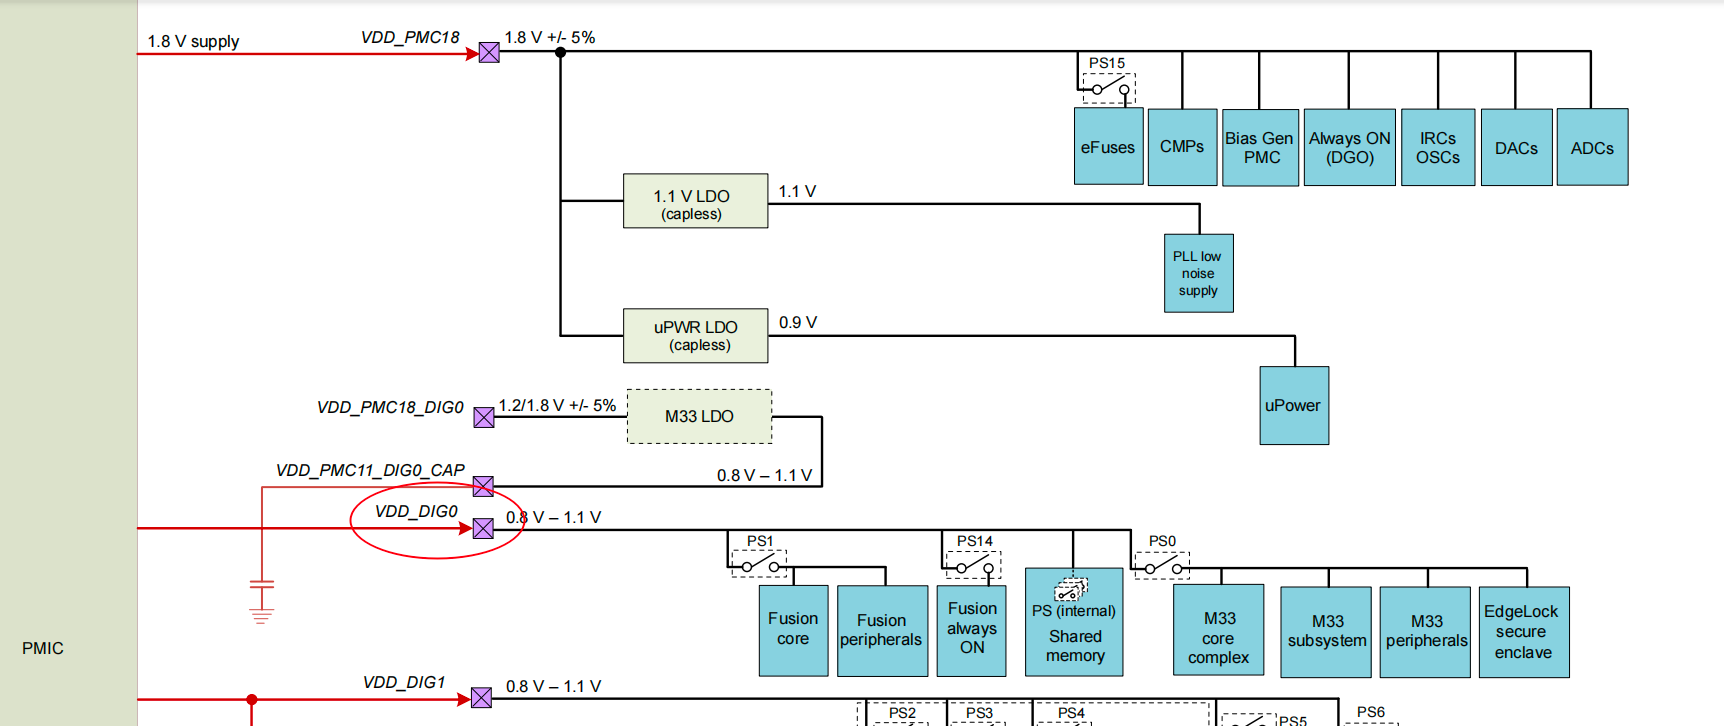 1.8 V supply
VDD_PMC18
1.8 V +/- 5%
PS15
eFuses
CMPs
Bias Gen
PMC
Always ON
(DGO)
IRCs
OSCs
DACs
ADCs
1.1 V LDO
(capless)
1.1 V
PLL low
noise
supply
uPWR LDO
(capless)
0.9 V
uPower
VDD_PMC18_DIG0
1.2/1.8 V +/- 5%
M33 LDO
VDD_PMC11_DIG0_CAP
0.8 V – 1.1 V
VDD_DIG0
0.8 V – 1.1 V
PS1
PS14
PS0
Fusion
core
Fusion
peripherals
Fusion
always
ON
PS (internal)
Shared
memory
M33
core
complex
M33
subsystem
M33
peripherals
EdgeLock
secure
enclave
PMIC
VDD_DIG1
0.8 V – 1.1 V
PS2
PS3
PS4
PS5
PS6